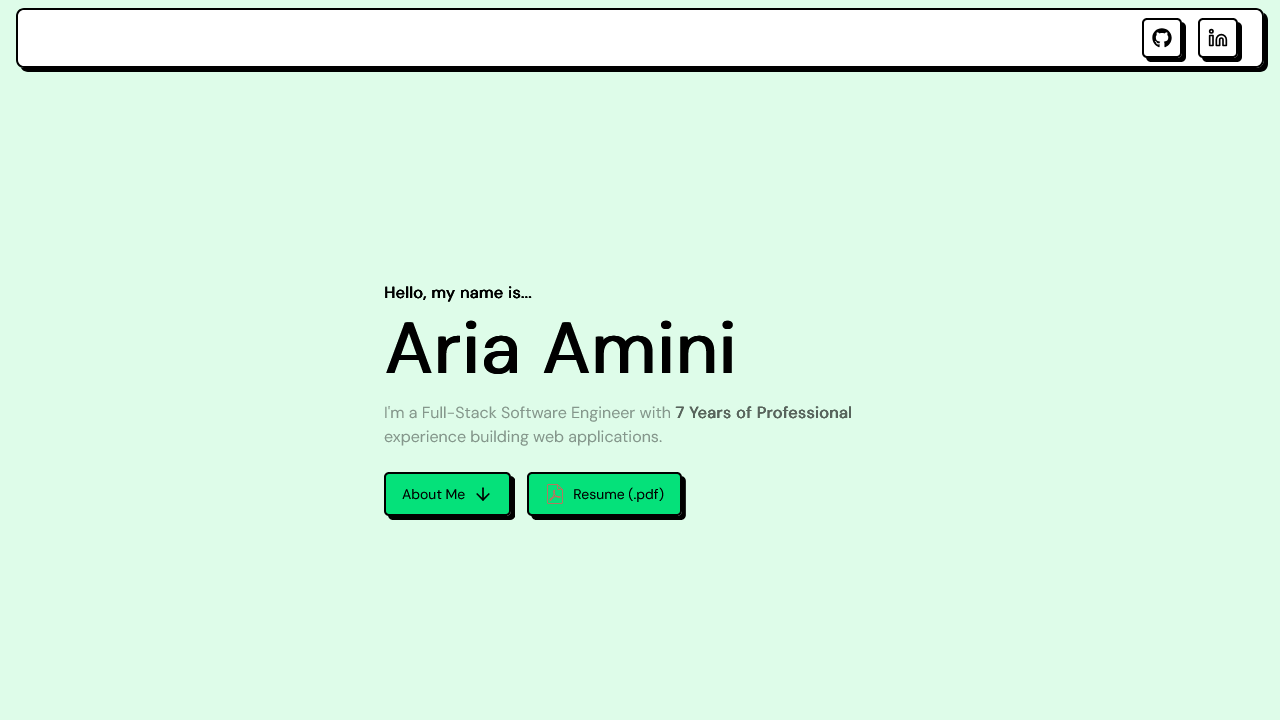 Hello, my name is...
Aria Amini
I'm a Full-Stack Software Engineer with 7 Years of Professional
experience building web applications.
About Me
Resume (.pdf)